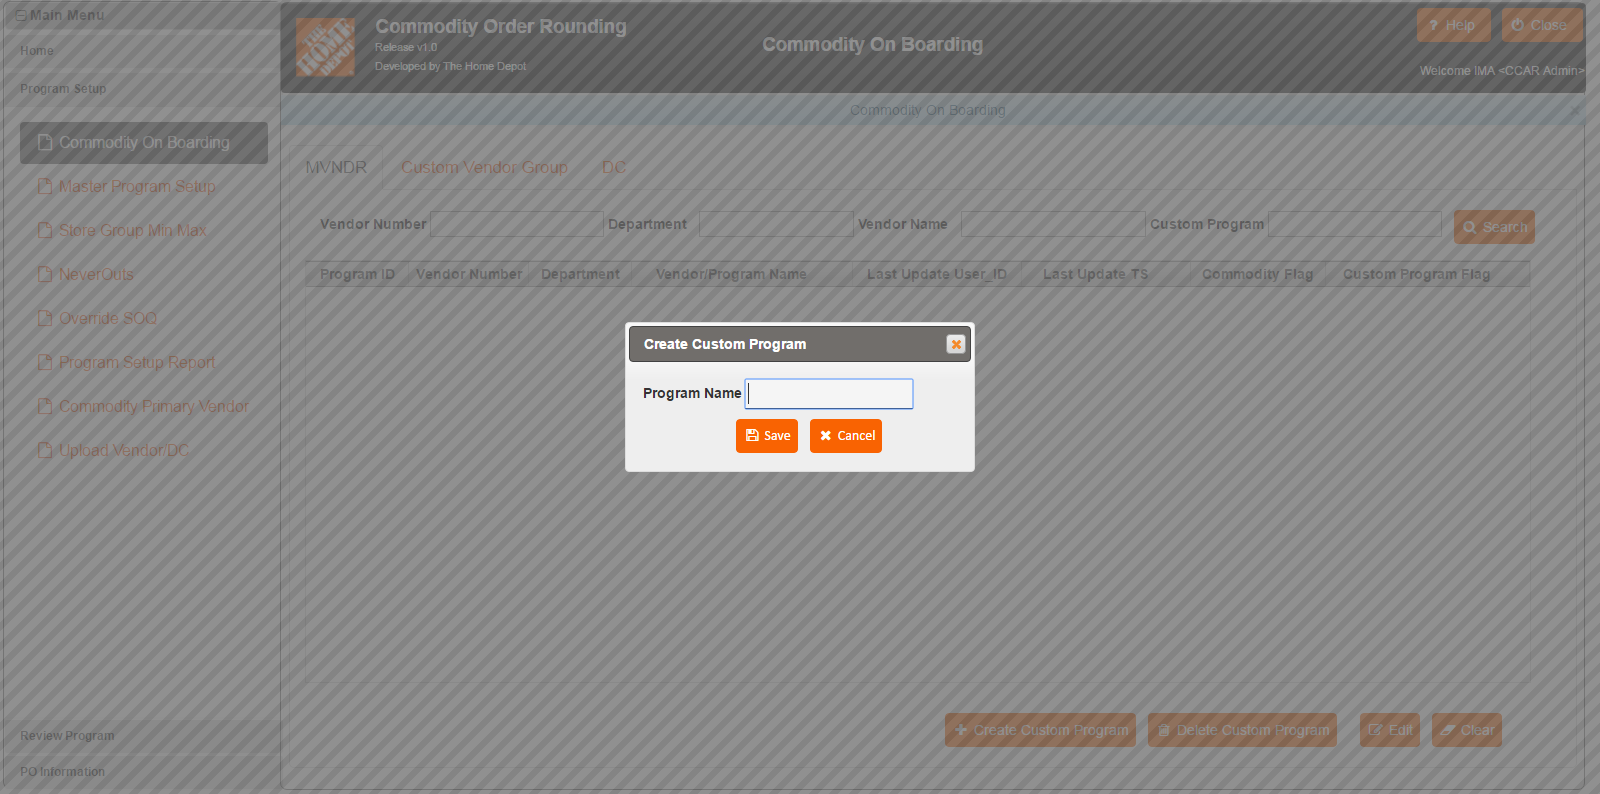 Main Menu
Home
Program Setup
Commodity On Boarding
Master Program Setup
Store Group Min Max
NeverOuts
Override SOQ
Program Setup Report
Commodity Primary Vendor
Upload Vendor/DC
Review Program
PO Information
THE HOME DEPOT
Commodity Order Rounding
Release v1.0
Developed by The Home Depot
Commodity On Boarding
? Help
Close
Welcome IMA <CCAR Admin>
Commodity On Boarding
MVNDR Custom Vendor Group DC
Vendor Number Department Vendor Name Custom Program Search
Program ID Vendor Number Department Vendor/Program Name Last Update User_ID Last Update TS Commodity Flag Custom Program Flag
Create Custom Program
Program Name
Save Cancel
Create Custom Program Delete Custom Program Edit Clear